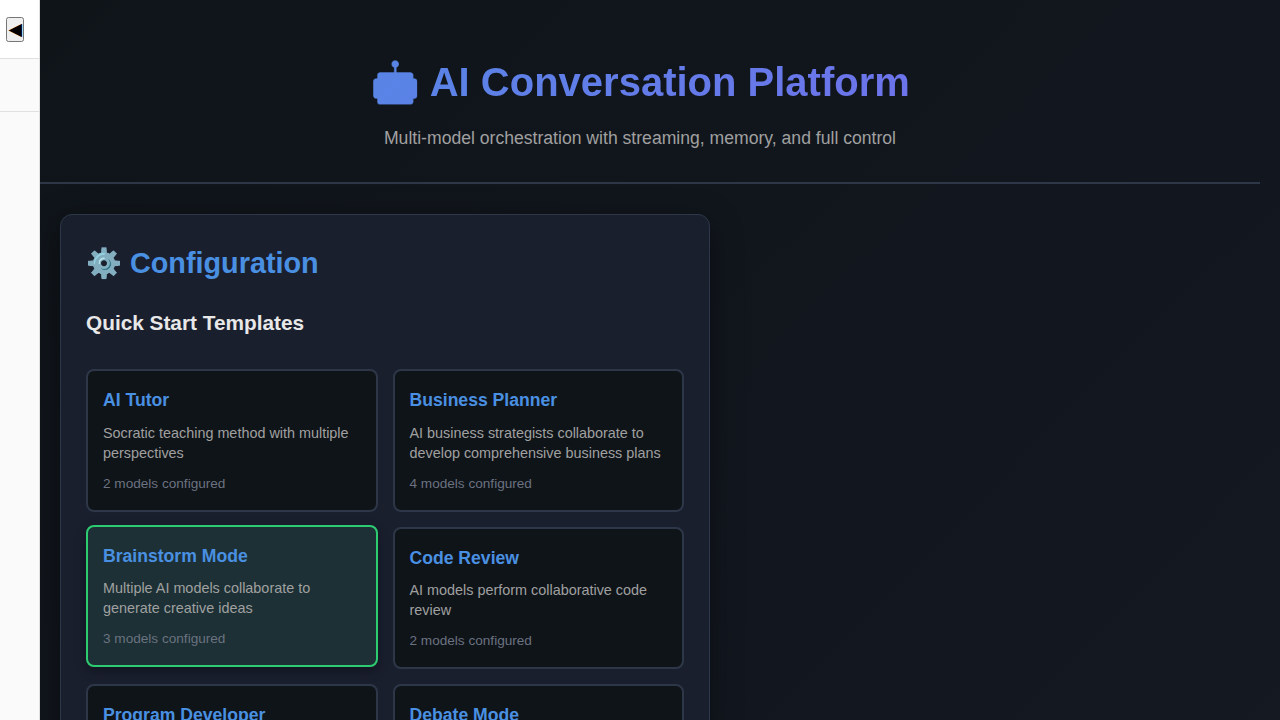 AI Conversation Platform
Multi-model orchestration with streaming, memory, and full control
Configuration
Quick Start Templates
AI Tutor
Socratic teaching method with multiple
perspectives
2 models configured
Business Planner
AI business strategists collaborate to
develop comprehensive business plans
4 models configured
Brainstorm Mode
Multiple AI models collaborate to
generate creative ideas
3 models configured
Code Review
AI models perform collaborative code
review
2 models configured
Program Developer
Debate Mode